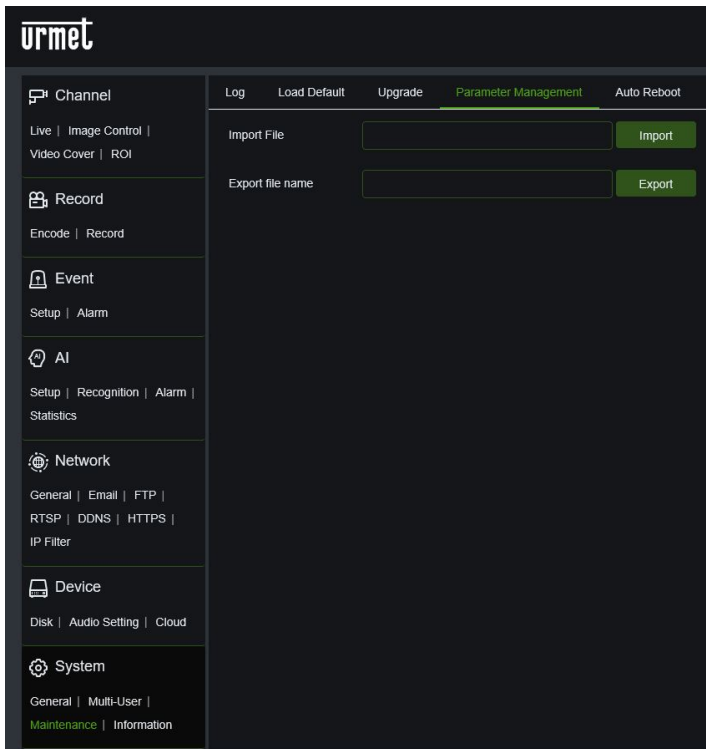 urmet
Channel
Live | Image Control |
Video Cover | ROI
Record
Encode | Record
Event
Setup | Alarm
AI
AI
Setup | Recognition | Alarm |
Statistics
Network
General | Email | FTP |
RTSP | DDNS | HTTPS |
IP Filter
Device
Disk | Audio Setting | Cloud
System
General | Multi-User |
Maintenance | Information
Log Load Default Upgrade Parameter Management Auto Reboot
Import File Import
Export file name Export